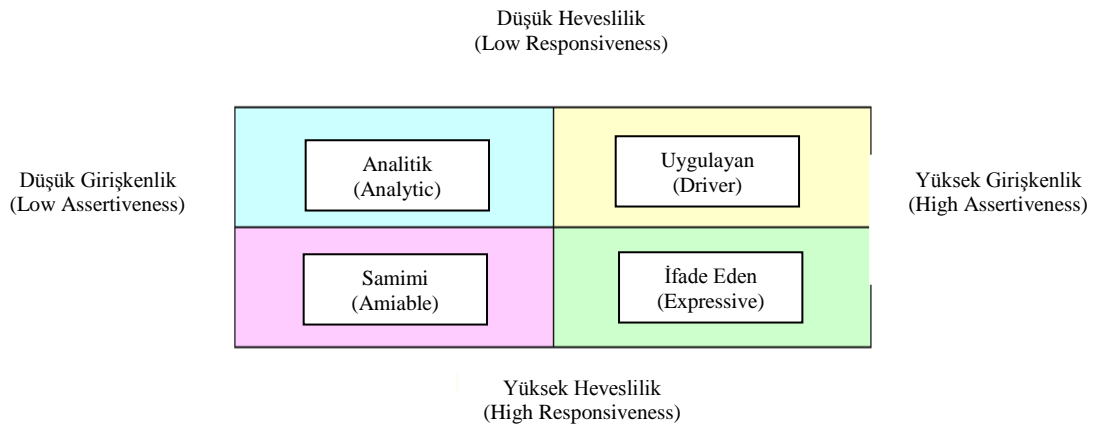 Düşük Heveslilik
(Low Responsiveness)
Analitik
(Analytic)
Uygulayan
(Driver)
Düşük Girişkenlik
(Low Assertiveness)
Yüksek Girişkenlik
(High Assertiveness)
Samimi
(Amiable)
İfade Eden
(Expressive)
Yüksek Heveslilik
(High Responsiveness)